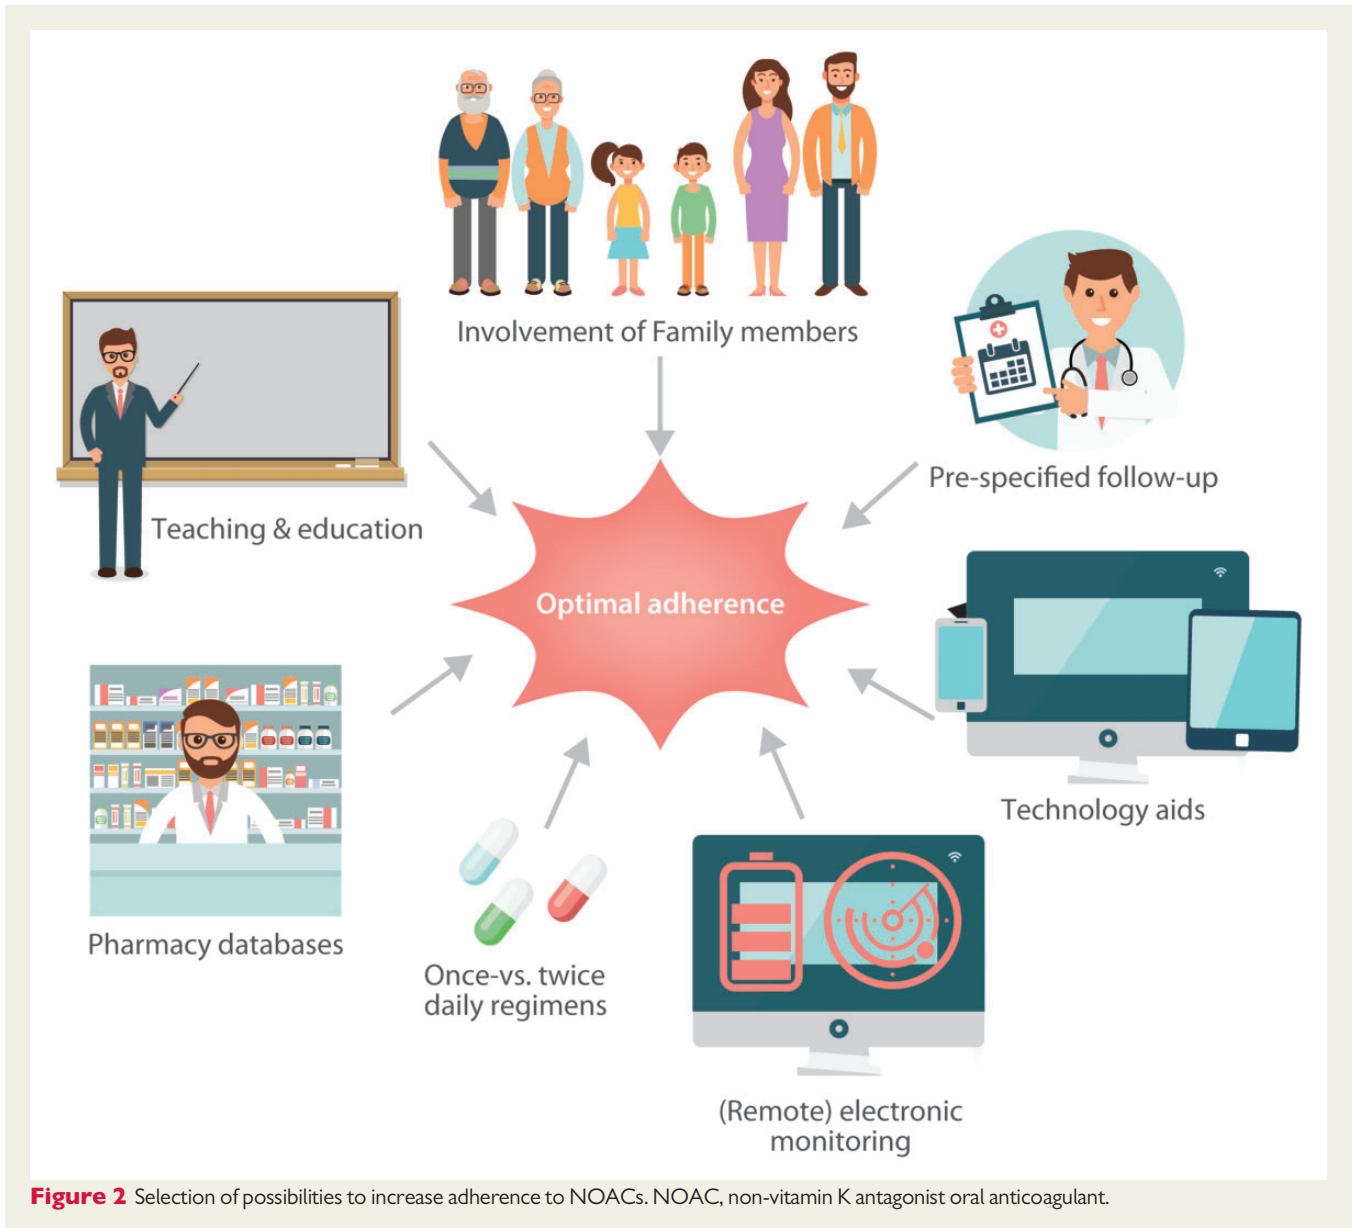 Involvement of Family members
Pre-specified follow-up
Teaching & education
Optimal adherence
Technology aids
Pharmacy databases
Once-vs. twice
daily regimens
(Remote) electronic
monitoring
Figure 2 Selection of possibilities to increase adherence to NOACs. NOAC, non-vitamin K antagonist oral anticoagulant.